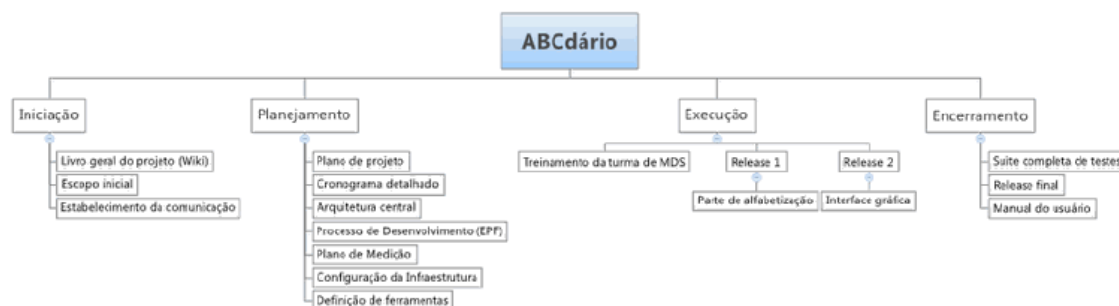 ABCdário
Iniciação
Livro geral do projeto (Wiki)
Escopo inicial
Estabelecimento da comunicação
Planejamento
Plano de projeto
Cronograma detalhado
Arquitetura central
Processo de Desenvolvimento (EPF)
Plano de Medição
Configuração da Infraestrutura
Definição de ferramentas
Execução
Treinamento da turma de MDS
Release 1
Parte de alfabetização
Release 2
Interface gráfica
Encerramento
Suite completa de testes
Release final
Manual do usuário